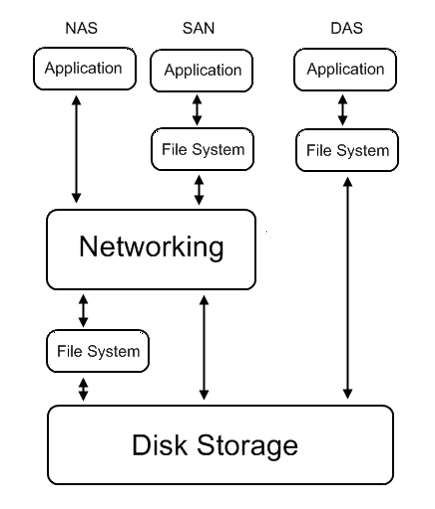 NAS SAN DAS
Application Application Application
File System File System
Networking
File System
Disk Storage